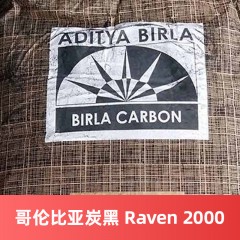 ADITYA BIRLA
BIRLA CARBON
哥伦比亚炭黑 Raven 2000